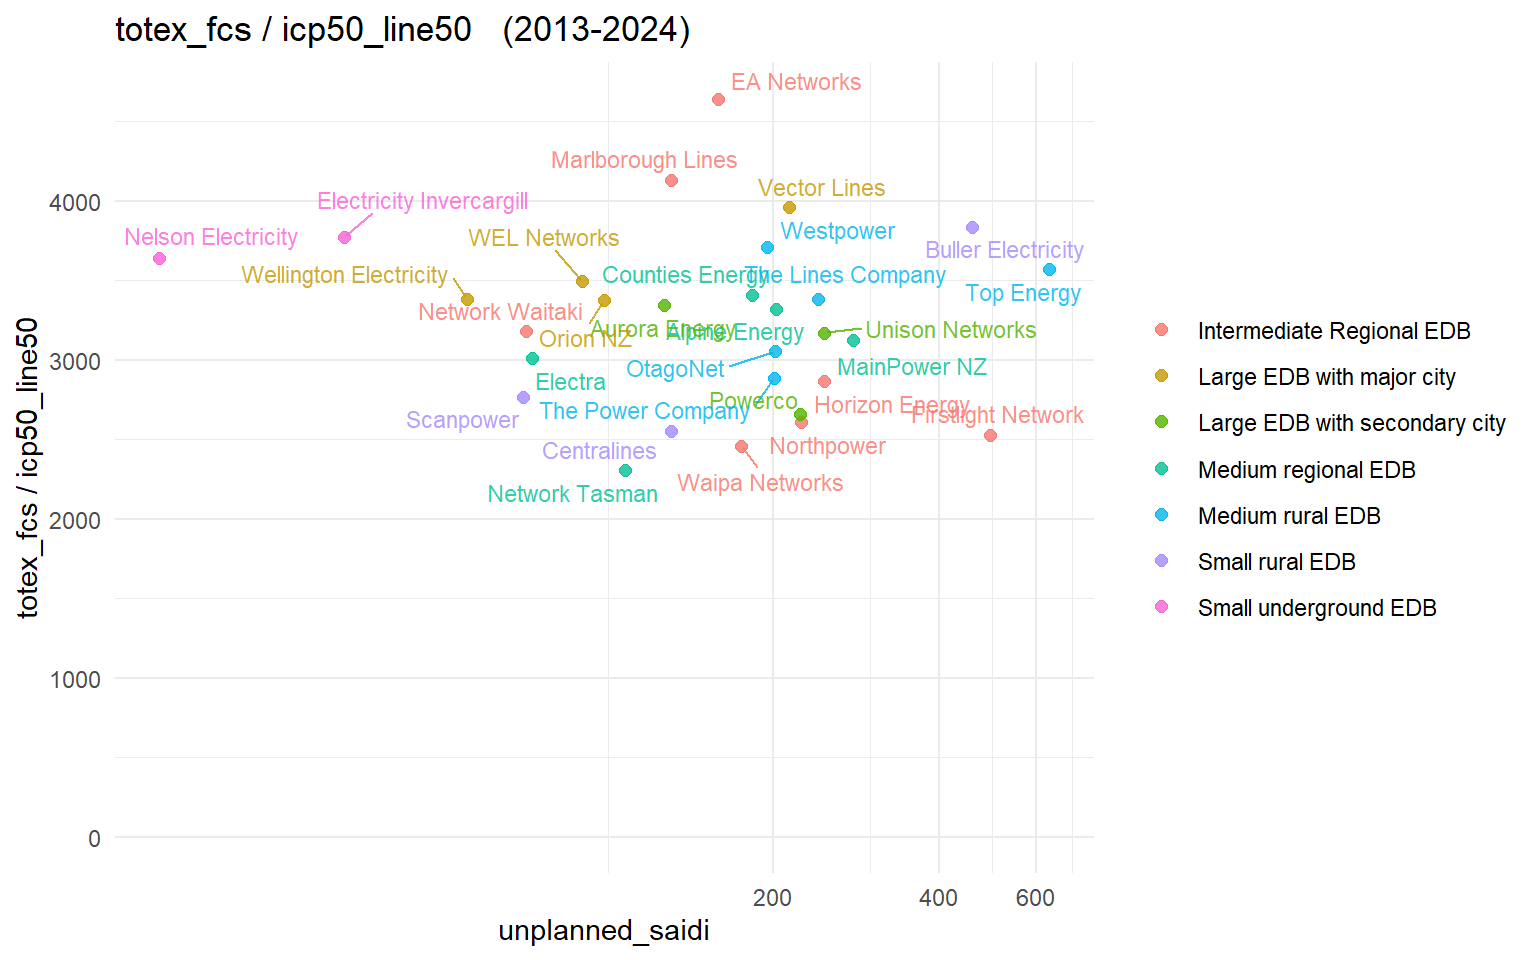 totex_fcs / icp50_line50   (2013-2024)
EA Networks
Marlborough Lines
Vector Lines
Electricity Invercargill
Westpower
Nelson Electricity
WEL Networks
Buller Electricity
Wellington Electricity
Counties Energy
The Lines Company
Top Energy
Network Waitaki
Orion NZ
Aurora Energy
Alpine Energy
Unison Networks
OtagoNet
MainPower NZ
Electra
The Power Company
Powerco
Horizon Energy
Firstlight Network
Scanpower
Centralines
Northpower
Waipa Networks
Network Tasman
4000
3000
2000
1000
0
200
400
600
unplanned_saidi
totex_fcs / icp50_line50
Intermediate Regional EDB
Large EDB with major city
Large EDB with secondary city
Medium regional EDB
Medium rural EDB
Small rural EDB
Small underground EDB